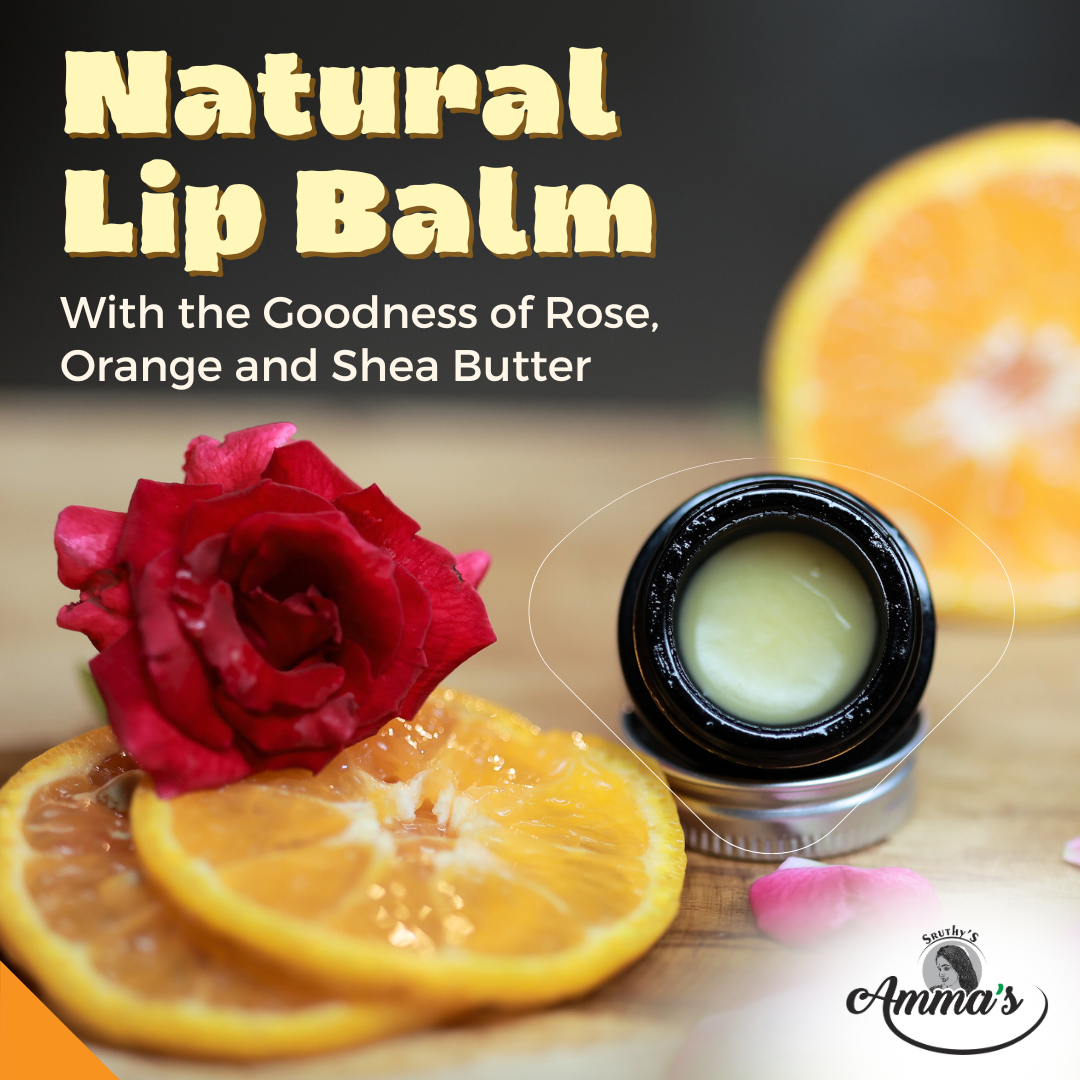 Natural
Lip Balm
With the Goodness of Rose,
Orange and Shea Butter
SRUTHY'S
Amma's